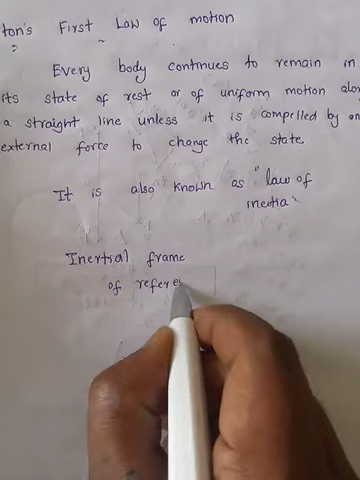 ton's First Law of motion
Every body continues to remain in
its state of rest or of uniform motion alon
a straight line unless it is compelled by an
external force to change the state
It is also known as "law of
inertia"
Inertial frame
of refere